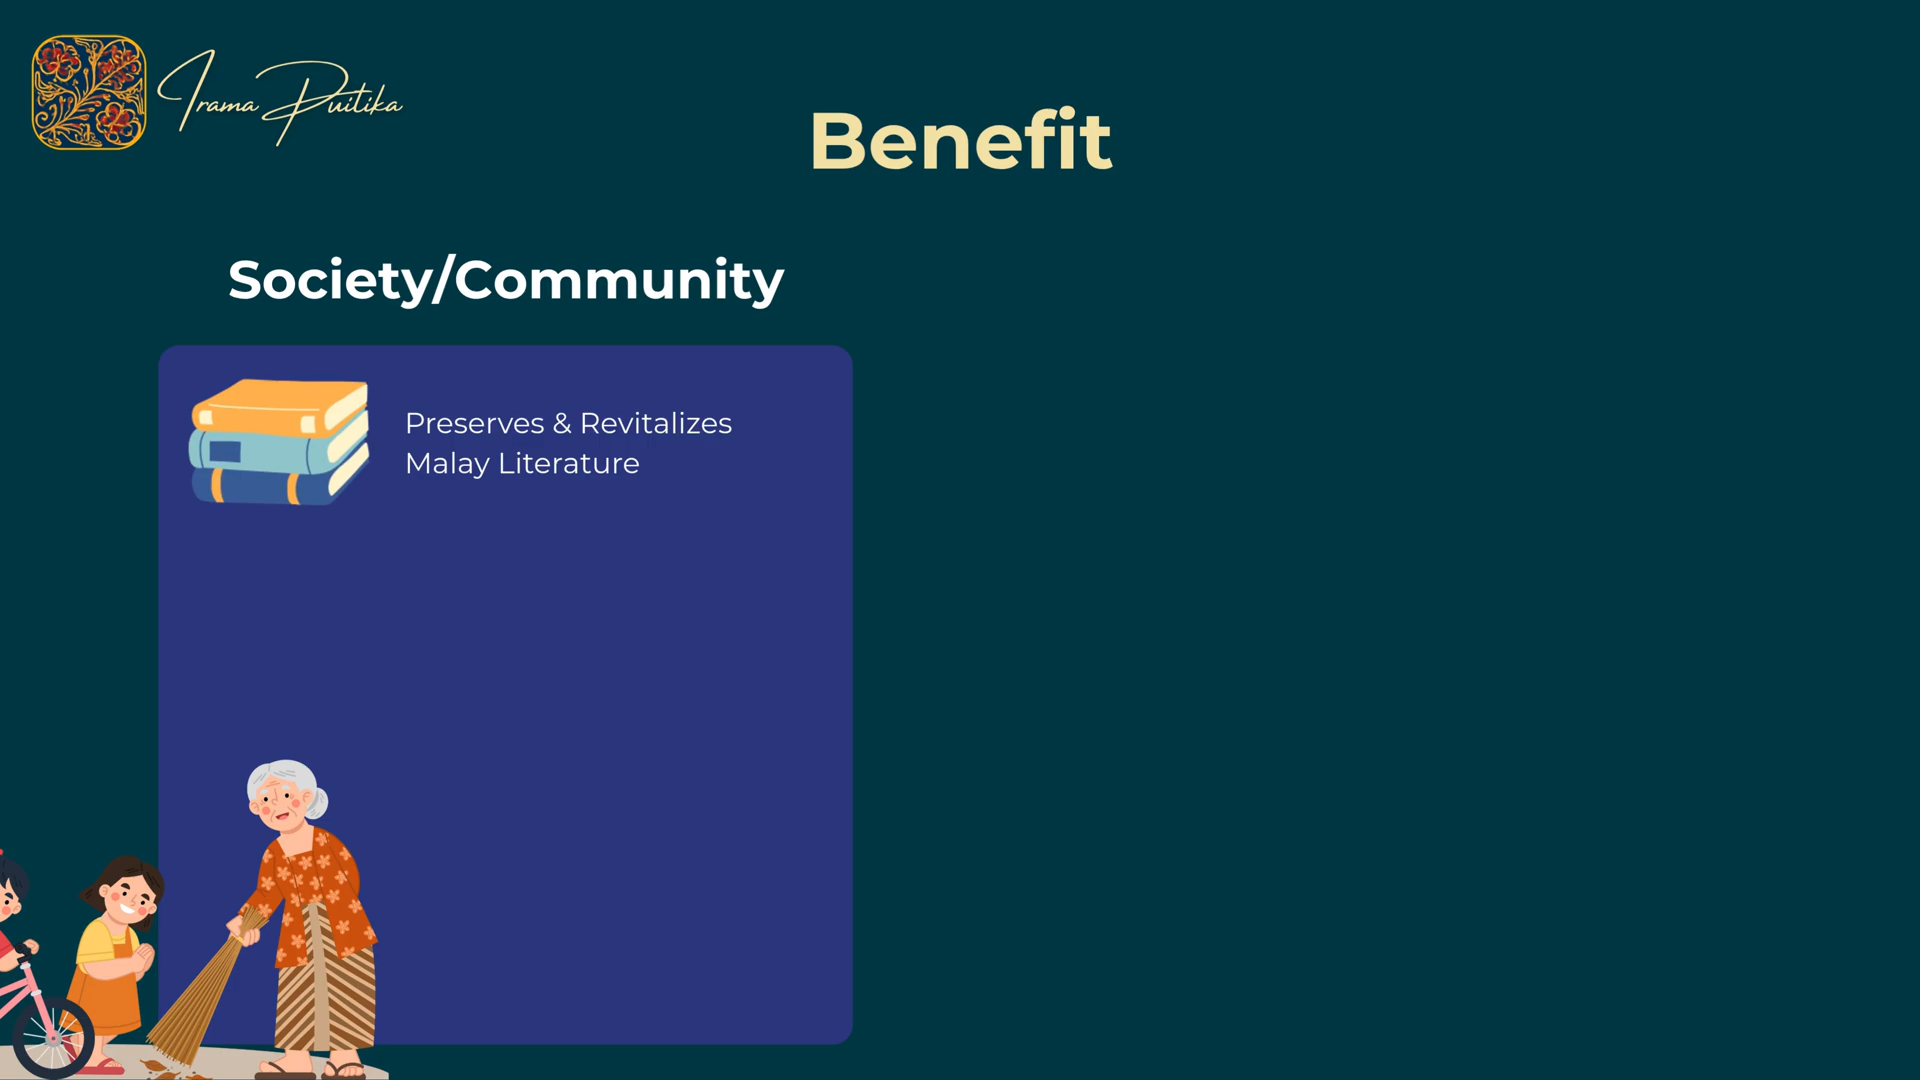 Irama Puitika
Benefit
Society/Community
Preserves & Revitalizes
Malay Literature